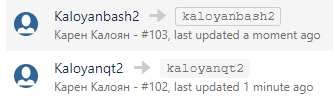 Kaloyanbash2 kaloyanbash2
Карен Калоян - #103, last updated a moment ago
Kaloyanqt2 kaloyanqt2
Карен Калоян - #102, last updated 1 minute ago